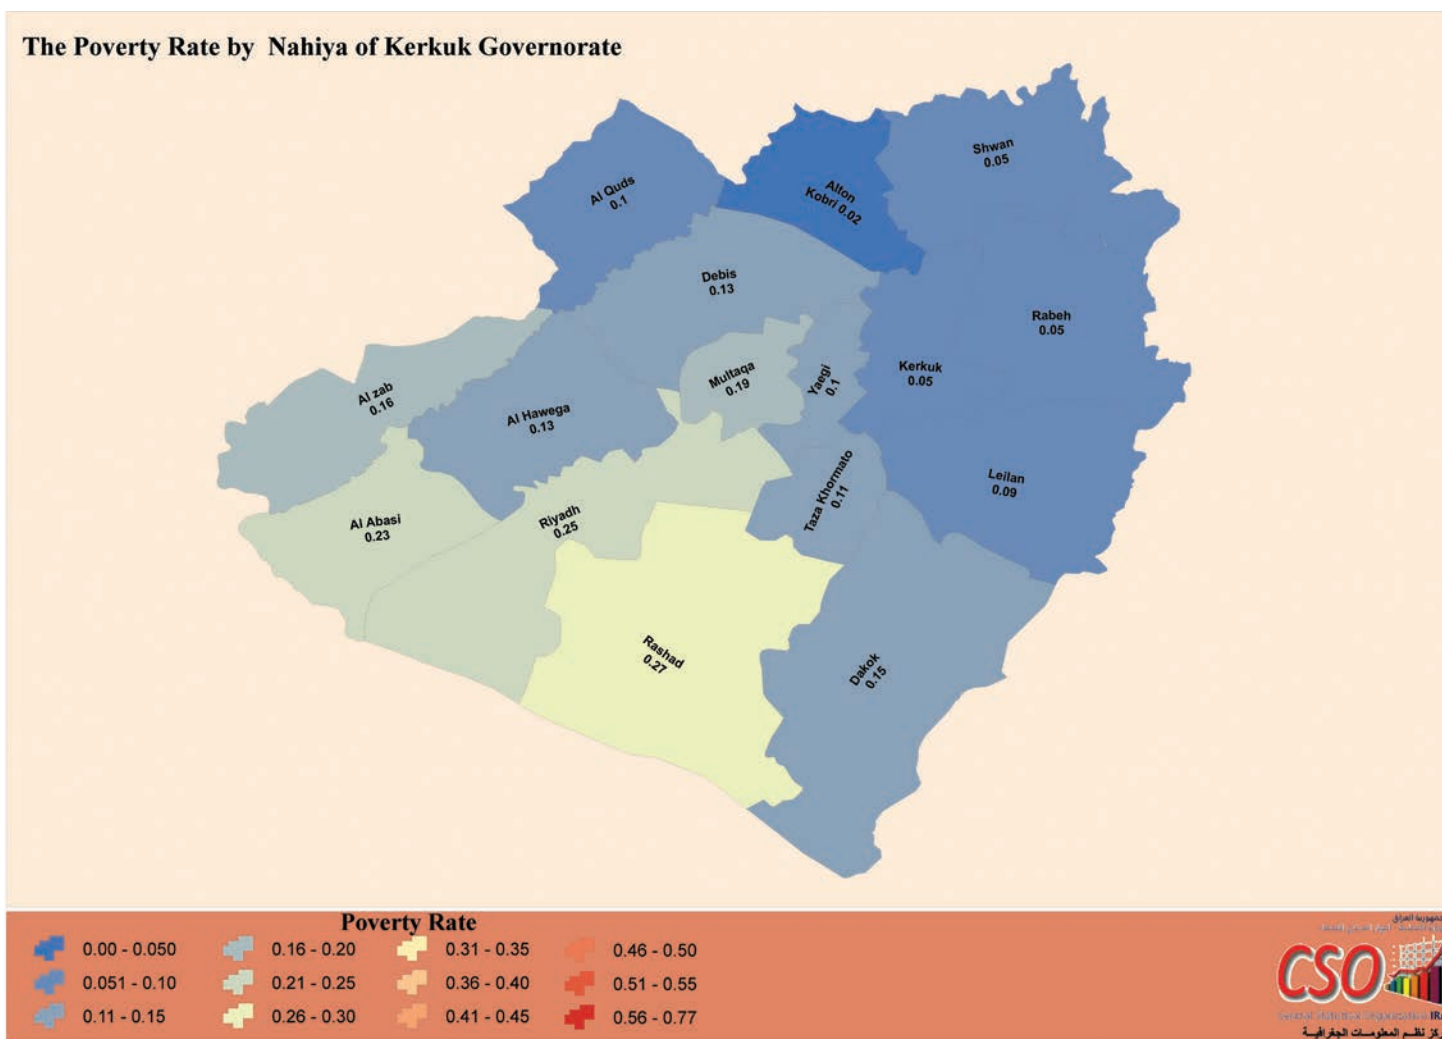 The Poverty Rate by Nahiya of Kerkuk Governorate
Shwan
0.05
Alton
Kobri 0.02
Al Quds
0.1
Debis
0.13
Rabeh
0.05
Kerkuk
0.05
Multaqa
0.19
Yaegi
0.1
Al zab
0.16
Al Hawega
0.13
Leilan
0.09
Taza Khormato
0.11
Riyadh
0.25
Al Abasi
0.23
Rashad
0.27
Dakok
0.15
Poverty Rate
0.00 - 0.050
0.051 - 0.10
0.11 - 0.15
0.16 - 0.20
0.21 - 0.25
0.26 - 0.30
0.31 - 0.35
0.36 - 0.40
0.41 - 0.45
0.46 - 0.50
0.51 - 0.55
0.56 - 0.77
CSO
نظـم المعلومـات الجغرافيـة